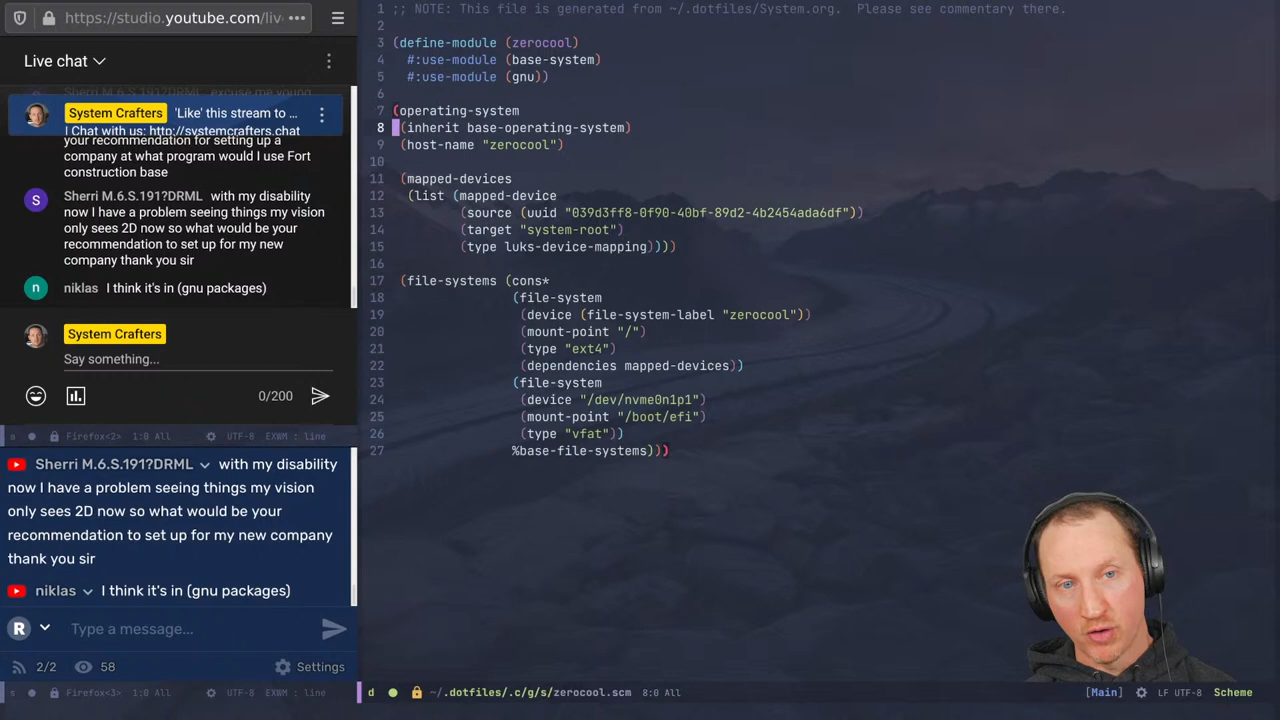 https://studio.youtube.com/liv
Live chat
Sherri M.6.S.191?DRML excuse me young
System Crafters 'Like' this stream to ...
| Chat with us: http://systemcrafters.chat
your recommendation for setting up a
company at what program would I use Fort
construction base
S Sherri M.6.S.191?DRML with my disability
now I have a problem seeing things my vision
only sees 2D now so what would be your
recommendation to set up for my new
company thank you sir
n niklas I think it's in (gnu packages)
System Crafters
Say something...
0/200
a Firefox<2> 1:0 All UTF-8 EXWM : line
Sherri M.6.S.191?DRML with my disability
now I have a problem seeing things my vision
only sees 2D now so what would be your
recommendation to set up for my new company
thank you sir
niklas I think it's in (gnu packages)
R Type a message...
2/2 58 Settings
s Firefox<3> 1:0 All UTF-8 EXWM : line
1 ;; NOTE: This file is generated from ~/.dotfiles/System.org.  Please see commentary there.
2
3 (define-module (zerocool)
4   #:use-module (base-system)
5   #:use-module (gnu))
6
7 (operating-system
8  (inherit base-operating-system)
9  (host-name "zerocool")
10
11  (mapped-devices
12   (list (mapped-device
13          (source (uuid "039d3ff8-0f90-40bf-89d2-4b2454ada6df"))
14          (target "system-root")
15          (type luks-device-mapping))))
16
17  (file-systems (cons*
18                 (file-system
19                  (device (file-system-label "zerocool"))
20                  (mount-point "/")
21                  (type "ext4")
22                  (dependencies mapped-devices))
23                 (file-system
24                  (device "/dev/nvme0n1p1")
25                  (mount-point "/boot/efi")
26                  (type "vfat"))
27                 %base-file-systems)))
d ~/.dotfiles/.c/g/s/zerocool.scm 8:0 All [Main] LF UTF-8 Scheme